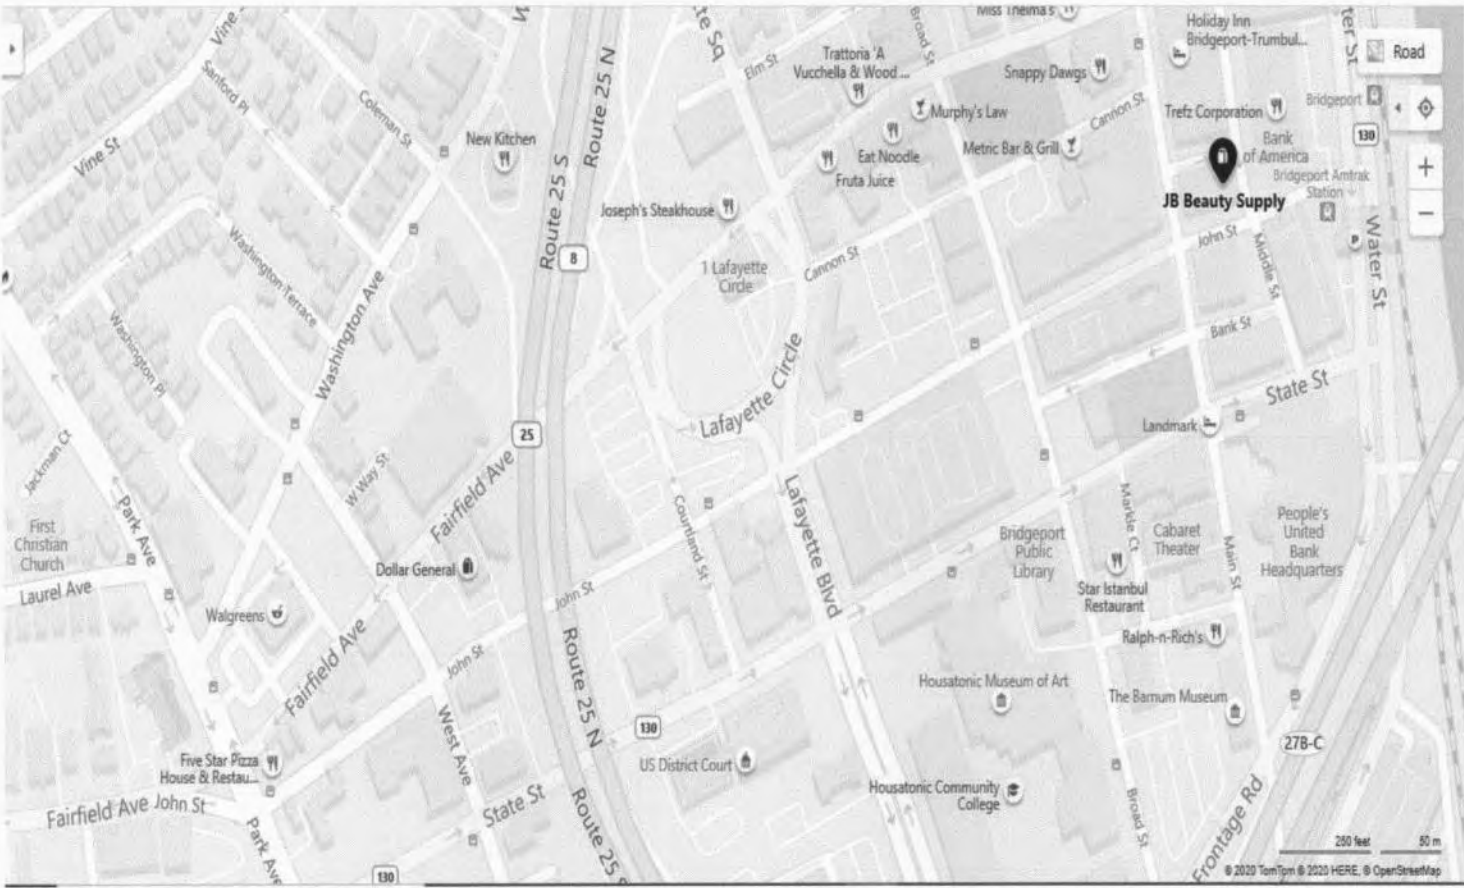 Miss Thelma's
Holiday Inn
Bridgeport-Trumbul...
Road
Vine St
Sanford Pl
Coleman St
Route 25 N
te Sq
Elm St
Broad St
ter St
Trattoria 'A
Vucchella & Wood ...
Snappy Dawgs
Murphy's Law
Cannon St
Trefz Corporation
Bridgeport
130
New Kitchen
Vine St
Eat Noodle
Metric Bar & Grill
Bank
of America
Fruta Juice
Bridgeport Amtrak
Station
JB Beauty Supply
Joseph's Steakhouse
Route 25 S
8
1 Lafayette
Circle
Cannon St
John St
Middle St
Water St
P
Washington Terrace
Washington Ave
Washington Pl
Bank St
State St
Lafayette Circle
Landmark
25
Jackman Ct
W Way St
Fairfield Ave
Park Ave
First
Christian
Church
Laurel Ave
Dollar General
Courtland St
Lafayette Blvd
Bridgeport
Public
Library
Markle Ct
Cabaret
Theater
Main St
People's
United
Bank
Headquarters
Star Istanbul
Restaurant
John St
Walgreens
Fairfield Ave
John St
Ralph-n-Rich's
Route 25 N
Housatonic Museum of Art
The Barnum Museum
130
27B-C
West Ave
Five Star Pizza
House & Restau...
US District Court
Housatonic Community
College
Fairfield Ave
John St
Park Ave
State St
Route 25 S
Broad St
Frontage Rd
130
250 feet
50 m
© 2020 TomTom © 2020 HERE, © OpenStreetMap